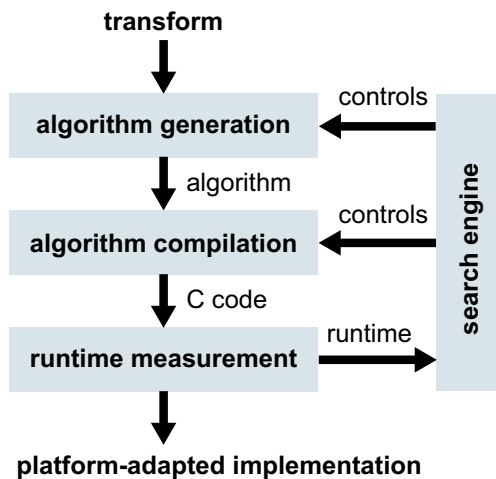 transform
controls
algorithm generation
algorithm
controls
algorithm compilation
search engine
C code
runtime
runtime measurement
platform-adapted implementation